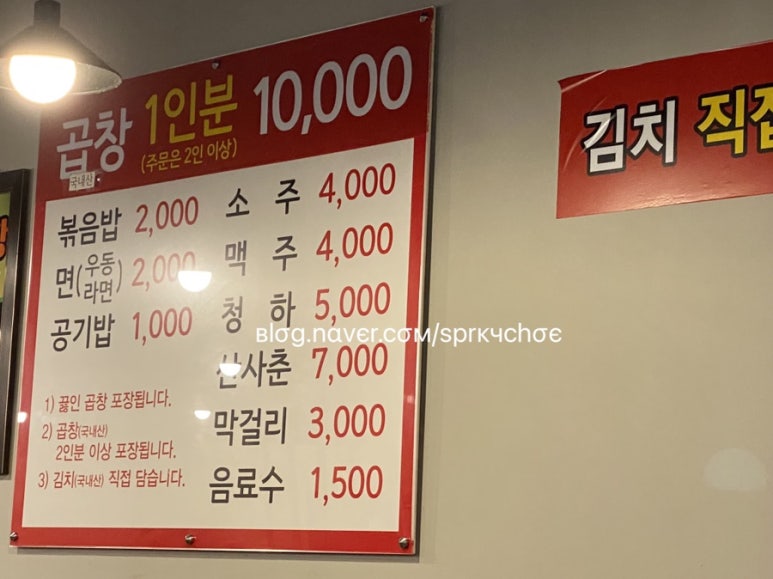 곱창 1인분 10,000
(주문은 2인 이상)
국내산
볶음밥 2,000
면(우동 라면) 2,000
공기밥 1,000
소주 4,000
맥주 4,000
청하 5,000
산사춘 7,000
막걸리 3,000
음료수 1,500
1) 끓인 곱창 포장됩니다.
2) 곱창(국내산)
2인분 이상 포장됩니다.
3) 김치(국내산) 직접 담습니다.
김치 직접
blog.naver.com/sprkychoe